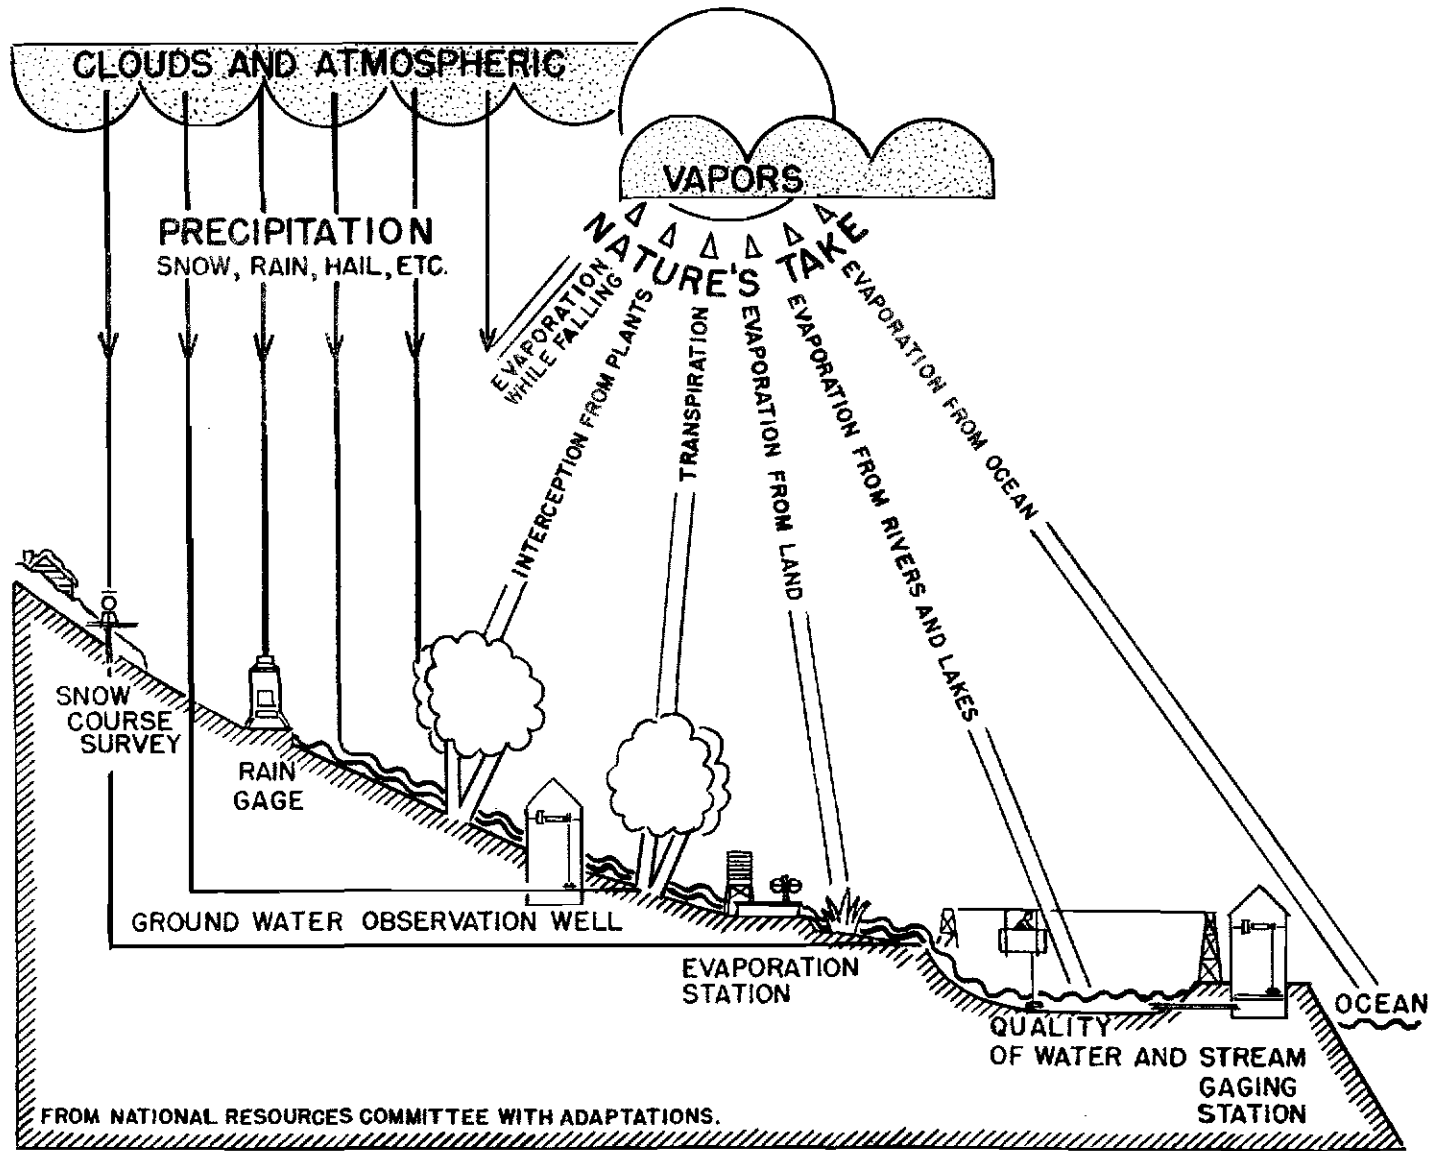 CLOUDS AND ATMOSPHERIC
VAPORS
PRECIPITATION
SNOW, RAIN, HAIL, ETC.
NATURE'S TAKE
EVAPORATION
WHILE FALLING
INTERCEPTION FROM PLANTS
TRANSPIRATION
EVAPORATION FROM LAND
EVAPORATION FROM RIVERS AND LAKES
EVAPORATION FROM OCEAN
SNOW
COURSE
SURVEY
RAIN
GAGE
GROUND WATER OBSERVATION WELL
EVAPORATION
STATION
OCEAN
QUALITY
OF WATER AND STREAM
GAGING
STATION
FROM NATIONAL RESOURCES COMMITTEE WITH ADAPTATIONS.